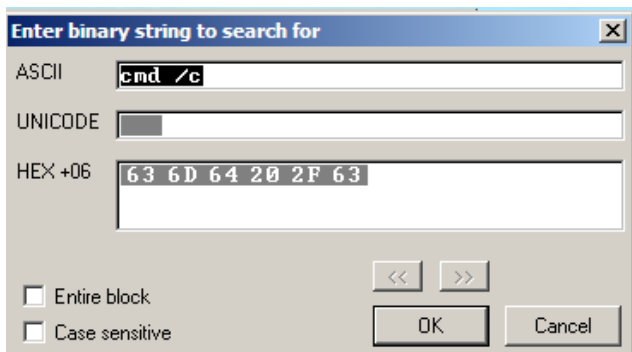 Enter binary string to search for
ASCII cmd /c
UNICODE
HEX +06 63 6D 64 20 2F 63
<< >>
Entire block
Case sensitive
OK Cancel